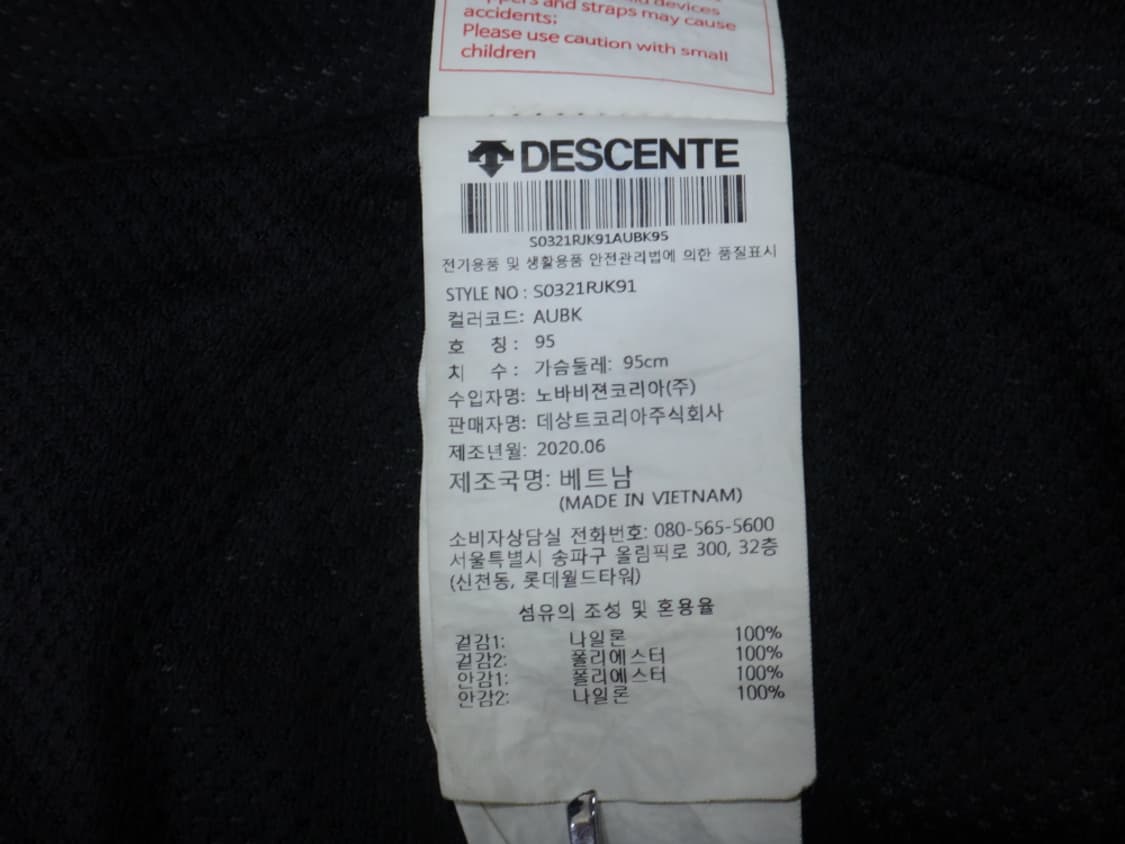 and straps may cause
accidents;
Please use caution with small
children
DESCENTE
S0321RJK91AUBK95
전기용품 및 생활용품 안전관리법에 의한 품질표시
STYLE NO : S0321RJK91
컬러코드: AUBK
호 칭 : 95
치 수 : 가슴둘레: 95cm
수입자명: 노바비젼코리아(주)
판매자명: 데상트코리아주식회사
제조년월: 2020.06
제조국명: 베트남
(MADE IN VIETNAM)
소비자상담실 전화번호: 080-565-5600
서울특별시 송파구 올림픽로 300, 32층
(신천동, 롯데월드타워)
섬유의 조성 및 혼용율
겉감1: 나일론 100%
겉감2: 폴리에스터 100%
안감1: 폴리에스터 100%
안감2: 나일론 100%